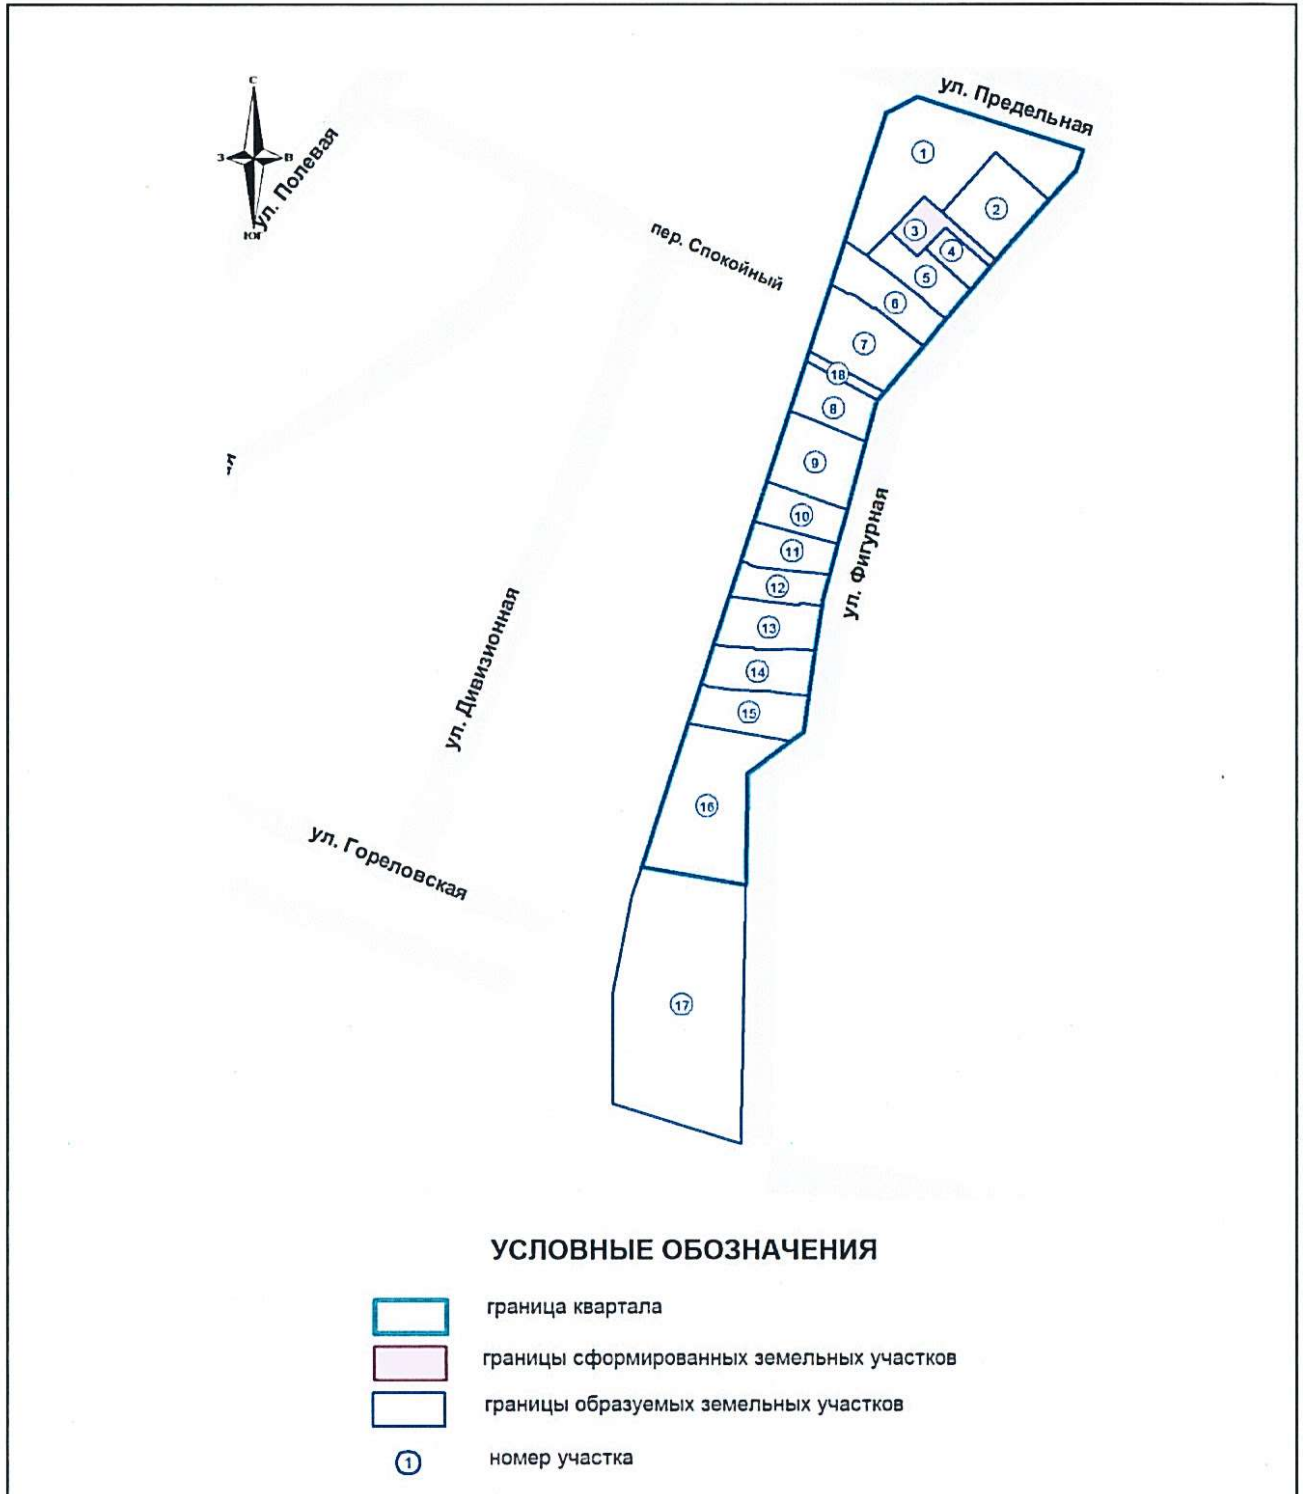 С
З
В
ЮГ
ул. Полевая
ул. Предельная
пер. Спокойный
1
2
3
4
5
6
7
18
8
9
10
11
12
13
14
15
16
17
ул. Фигурная
ул. Дивизионная
ул. Гореловская
УСЛОВНЫЕ ОБОЗНАЧЕНИЯ
граница квартала
границы сформированных земельных участков
границы образуемых земельных участков
1 номер участка